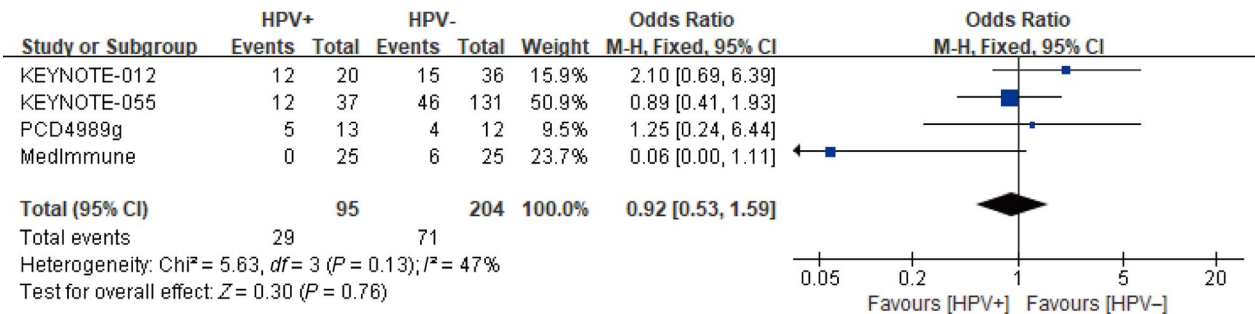 HPV+ HPV- Odds Ratio Odds Ratio
Study or Subgroup Events Total Events Total Weight M-H, Fixed, 95% CI M-H, Fixed, 95% CI
KEYNOTE-012 12 20 15 36 15.9% 2.10 [0.69, 6.39]
KEYNOTE-055 12 37 46 131 50.9% 0.89 [0.41, 1.93]
PCD4989g 5 13 4 12 9.5% 1.25 [0.24, 6.44]
MedImmune 0 25 6 25 23.7% 0.06 [0.00, 1.11]
Total (95% CI) 95 204 100.0% 0.92 [0.53, 1.59]
Total events 29 71
Heterogeneity: Chi² = 5.63, df = 3 (P = 0.13); I² = 47%
Test for overall effect: Z = 0.30 (P = 0.76)
0.05 0.2 1 5 20
Favours [HPV+] Favours [HPV–]